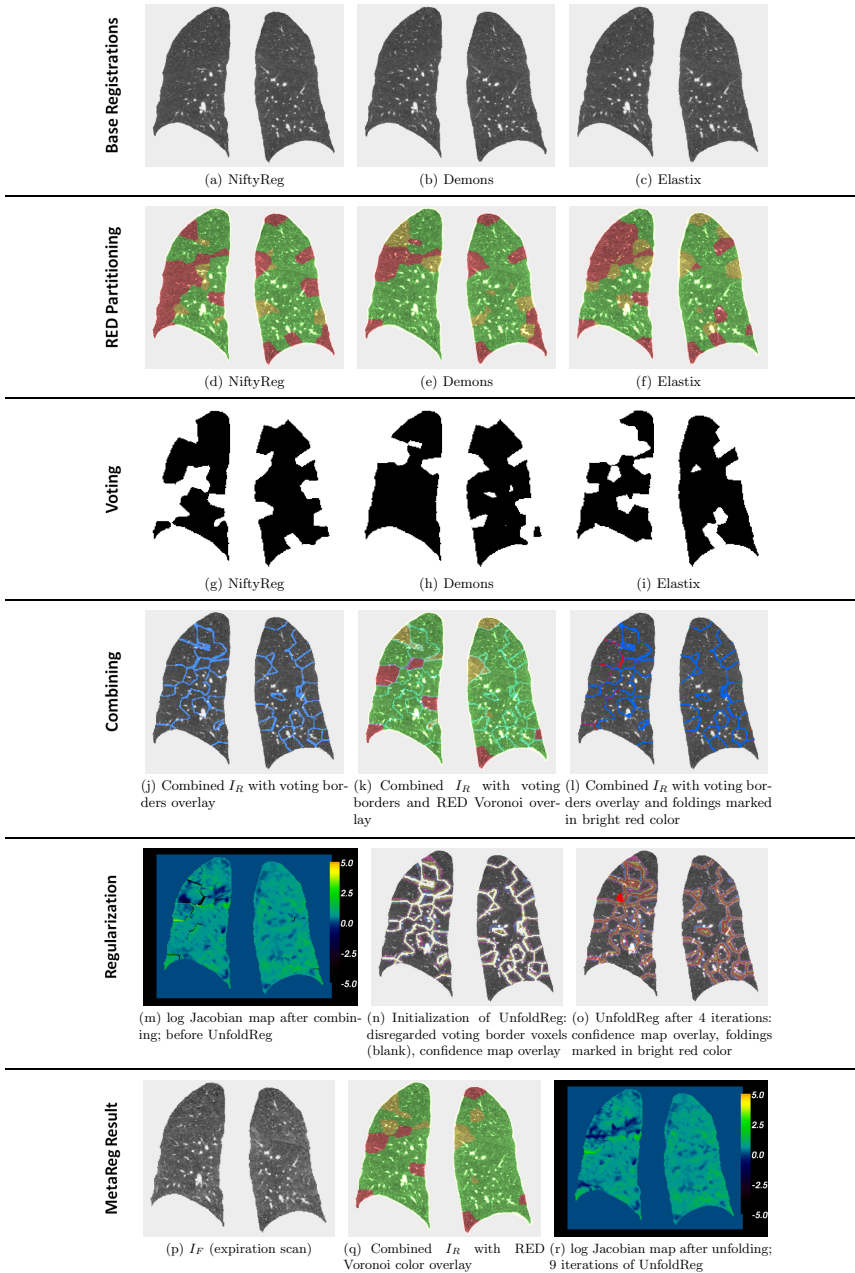 Base Registrations
(a) NiftyReg
(b) Demons
(c) Elastix
RED Partitioning
(d) NiftyReg
(e) Demons
(f) Elastix
Voting
(g) NiftyReg
(h) Demons
(i) Elastix
Combining
(j) Combined I_R with voting bor-
ders overlay
(k) Combined I_R with voting
borders and RED Voronoi over-
lay
(l) Combined I_R with voting bor-
ders overlay and foldings marked
in bright red color
Regularization
5.0
2.5
0.0
-2.5
-5.0
(m) log Jacobian map after combin-
ing; before UnfoldReg
(n) Initialization of UnfoldReg:
disregarded voting border voxels
(blank), confidence map overlay
(o) UnfoldReg after 4 iterations:
confidence map overlay, foldings
marked in bright red color
MetaReg Result
(p) I_F (expiration scan)
(q) Combined I_R with RED
Voronoi color overlay
5.0
2.5
0.0
-2.5
-5.0
(r) log Jacobian map after unfolding;
9 iterations of UnfoldReg